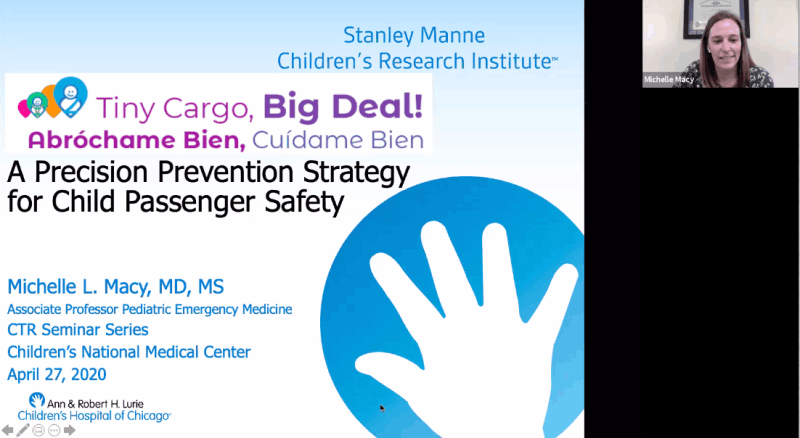 Stanley Manne
Children's Research Institute℠
Tiny Cargo, Big Deal!
Abróchame Bien, Cuídame Bien
A Precision Prevention Strategy
for Child Passenger Safety
Michelle L. Macy, MD, MS
Associate Professor Pediatric Emergency Medicine
CTR Seminar Series
Children's National Medical Center
April 27, 2020
Ann & Robert H. Lurie
Children's Hospital of Chicago®
Michelle Macy